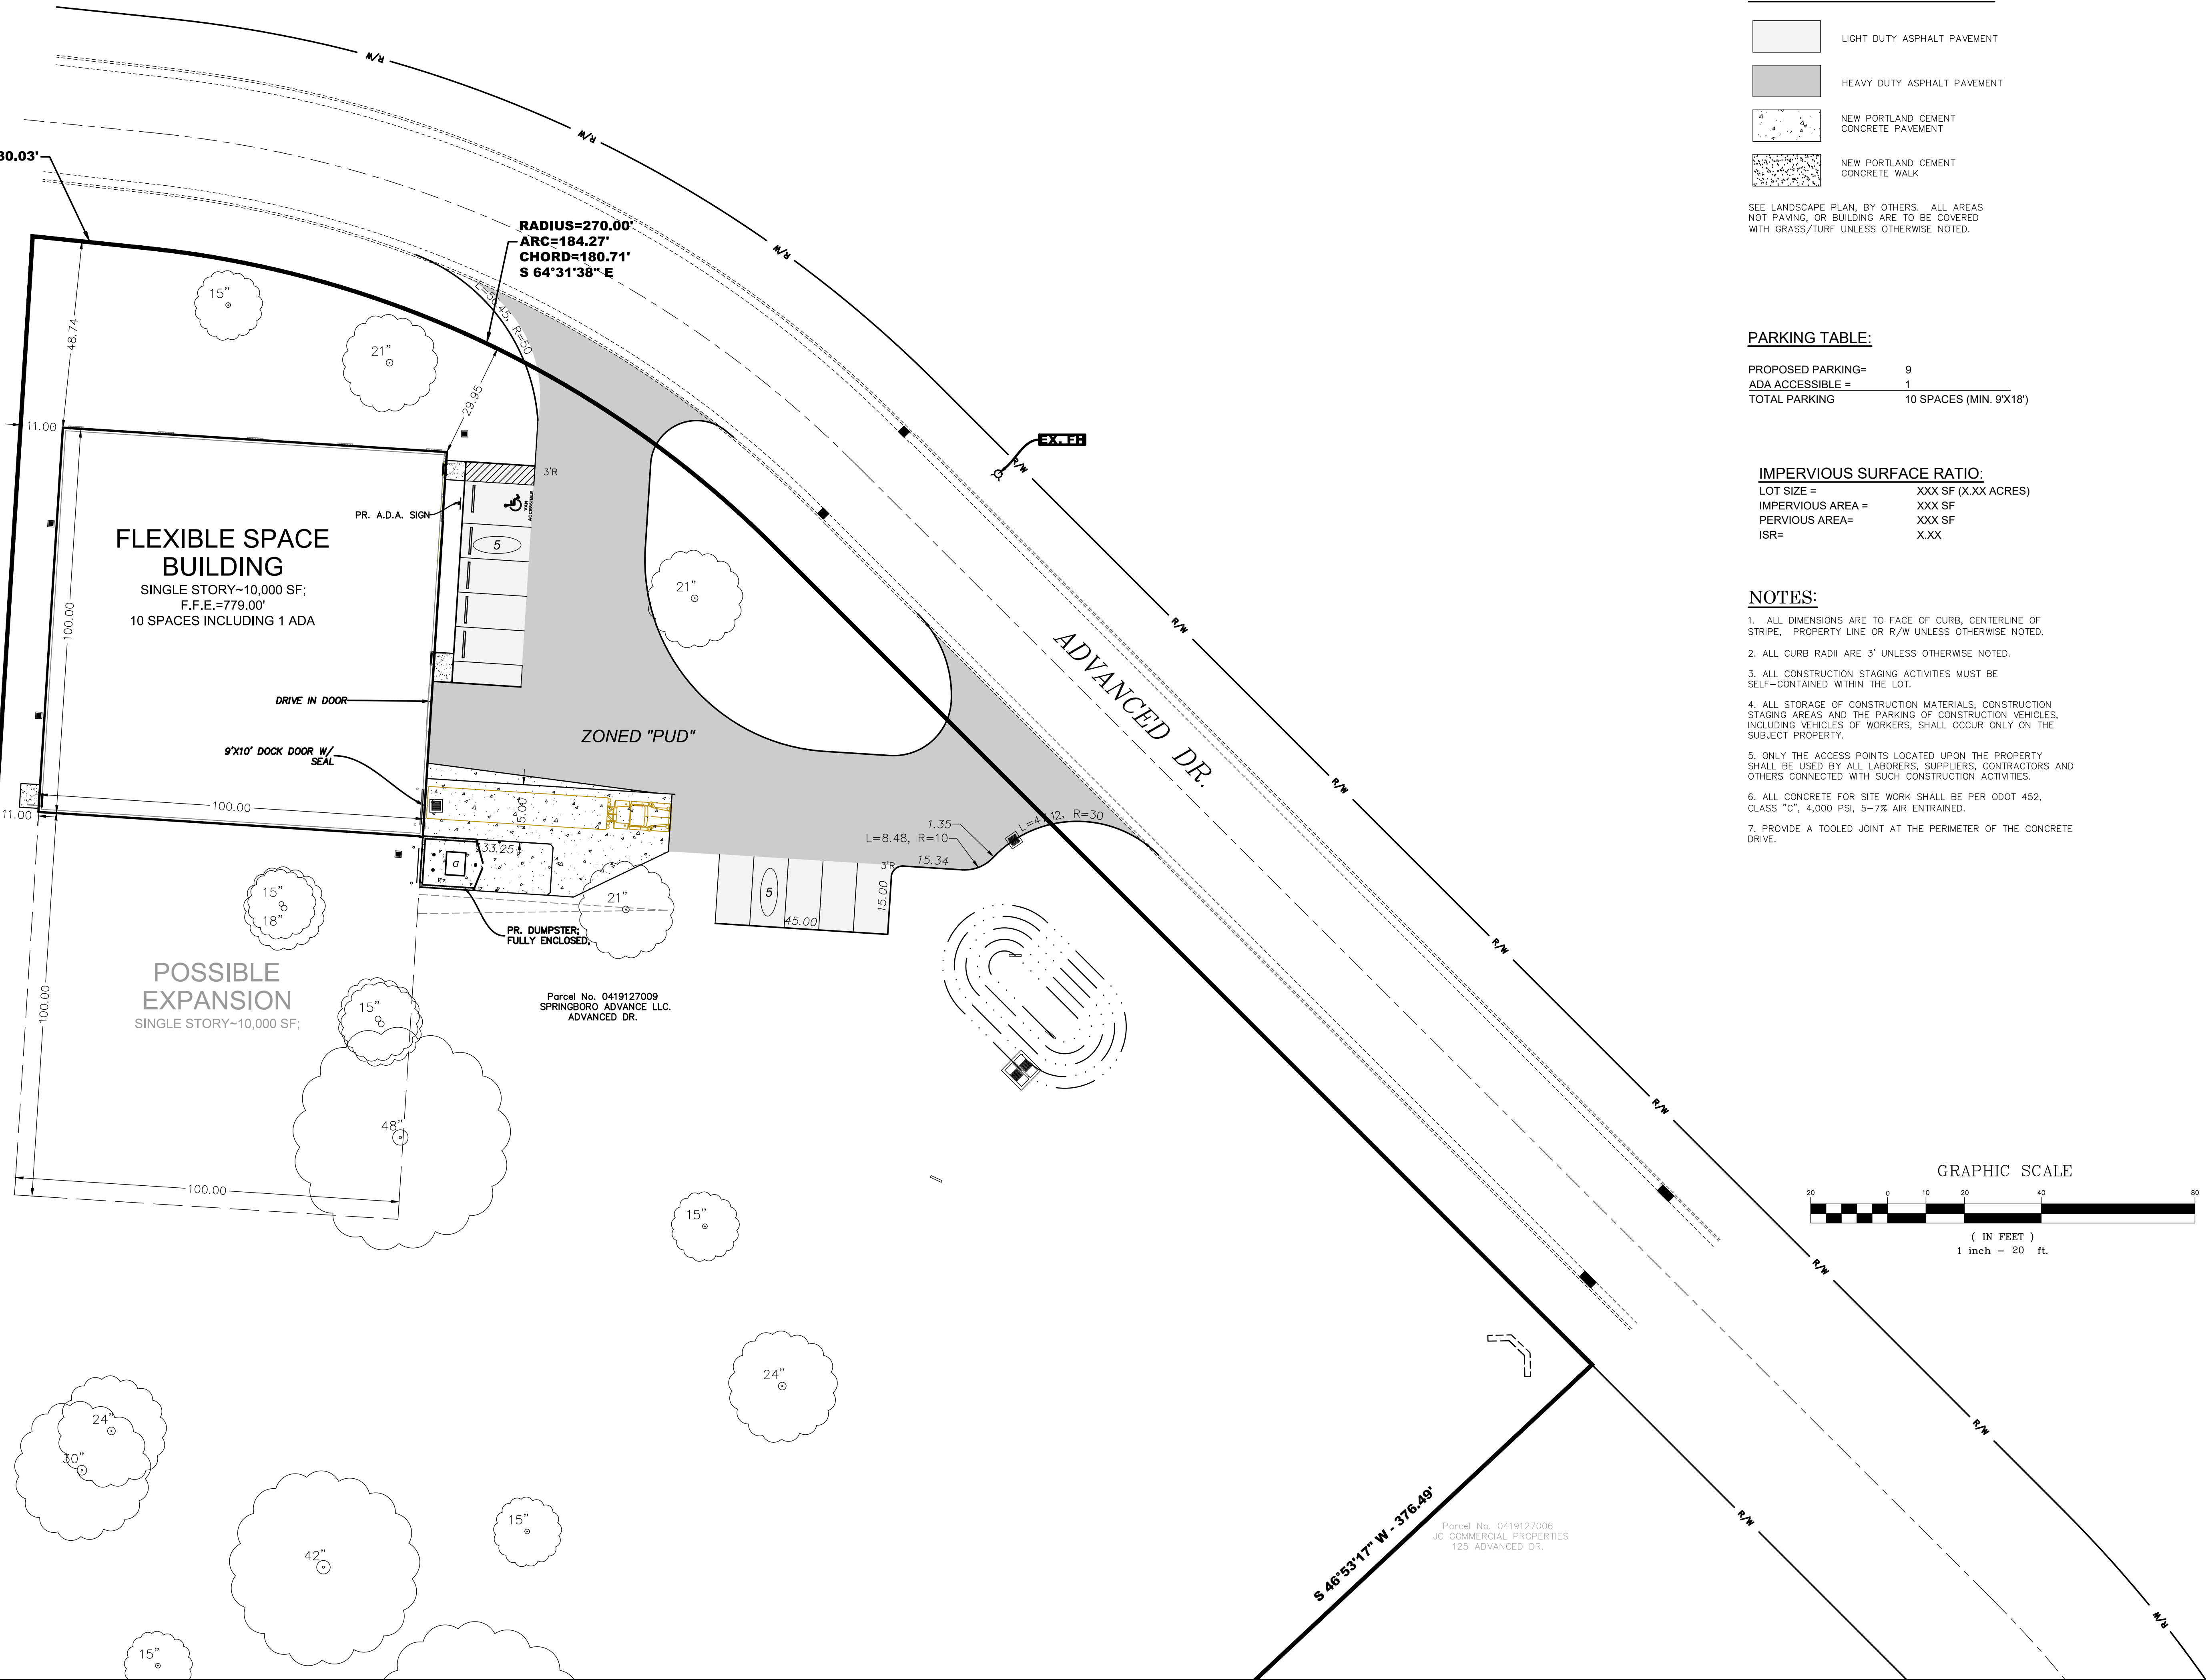 30.03'
RADIUS=270.00'
ARC=184.27'
CHORD=180.71'
S 64°31'38" E
R/W
R/W
R/W
R/W
R/W
R/W
R/W
R/W
R/W
R/W
R/W
R/W
48.74
15"
21"
29.95
R=50
11.00
3'R
PR. A.D.A. SIGN
VAN
ACCESSIBLE
5
EX. FH
FLEXIBLE SPACE
BUILDING
SINGLE STORY~10,000 SF;
F.F.E.=779.00'
10 SPACES INCLUDING 1 ADA
100.00
21"
ADVANCED DR.
DRIVE IN DOOR
ZONED "PUD"
9'X10' DOCK DOOR W/
SEAL
100.00
15.00
11.00
133.25
1.35
R=30
L=8.48, R=10
3'R
15.34
15.00
5
45.00
21"
15"
18"
PR. DUMPSTER;
FULLY ENCLOSED,
POSSIBLE
EXPANSION
SINGLE STORY~10,000 SF;
100.00
15"
Parcel No. 0419127009
SPRINGBORO ADVANCE LLC.
ADVANCED DR.
48"
100.00
15"
24"
24"
30"
42"
15"
15"
S 46°53'17" W - 376.49'
Parcel No. 0419127006
JC COMMERCIAL PROPERTIES
125 ADVANCED DR.
LIGHT DUTY ASPHALT PAVEMENT
HEAVY DUTY ASPHALT PAVEMENT
NEW PORTLAND CEMENT
CONCRETE PAVEMENT
NEW PORTLAND CEMENT
CONCRETE WALK
SEE LANDSCAPE PLAN, BY OTHERS. ALL AREAS
NOT PAVING, OR BUILDING ARE TO BE COVERED
WITH GRASS/TURF UNLESS OTHERWISE NOTED.
PARKING TABLE:
PROPOSED PARKING= 9
ADA ACCESSIBLE = 1
TOTAL PARKING 10 SPACES (MIN. 9'X18')
IMPERVIOUS SURFACE RATIO:
LOT SIZE = XXX SF (X.XX ACRES)
IMPERVIOUS AREA = XXX SF
PERVIOUS AREA= XXX SF
ISR= X.XX
NOTES:
1. ALL DIMENSIONS ARE TO FACE OF CURB, CENTERLINE OF
STRIPE, PROPERTY LINE OR R/W UNLESS OTHERWISE NOTED.
2. ALL CURB RADII ARE 3' UNLESS OTHERWISE NOTED.
3. ALL CONSTRUCTION STAGING ACTIVITIES MUST BE
SELF-CONTAINED WITHIN THE LOT.
4. ALL STORAGE OF CONSTRUCTION MATERIALS, CONSTRUCTION
STAGING AREAS AND THE PARKING OF CONSTRUCTION VEHICLES,
INCLUDING VEHICLES OF WORKERS, SHALL OCCUR ONLY ON THE
SUBJECT PROPERTY.
5. ONLY THE ACCESS POINTS LOCATED UPON THE PROPERTY
SHALL BE USED BY ALL LABORERS, SUPPLIERS, CONTRACTORS AND
OTHERS CONNECTED WITH SUCH CONSTRUCTION ACTIVITIES.
6. ALL CONCRETE FOR SITE WORK SHALL BE PER ODOT 452,
CLASS "C", 4,000 PSI, 5-7% AIR ENTRAINED.
7. PROVIDE A TOOLED JOINT AT THE PERIMETER OF THE CONCRETE
DRIVE.
GRAPHIC SCALE
20 0 10 20 40 80
( IN FEET )
1 inch = 20 ft.